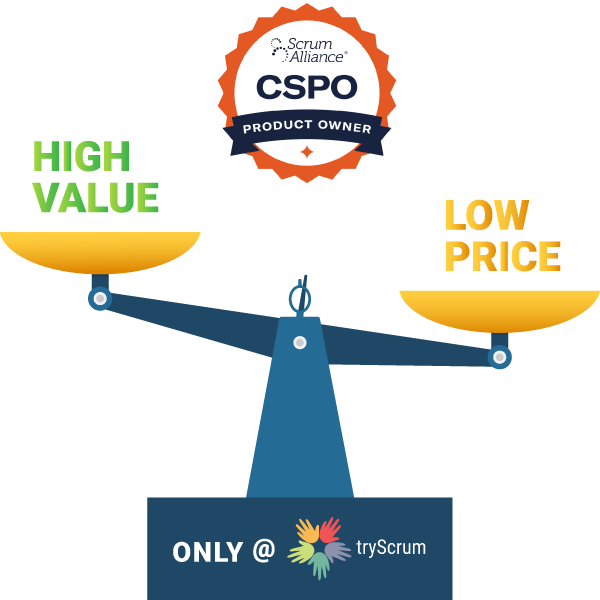 Scrum
Alliance®
CSPO
PRODUCT OWNER
HIGH
VALUE
LOW
PRICE
ONLY @ tryScrum